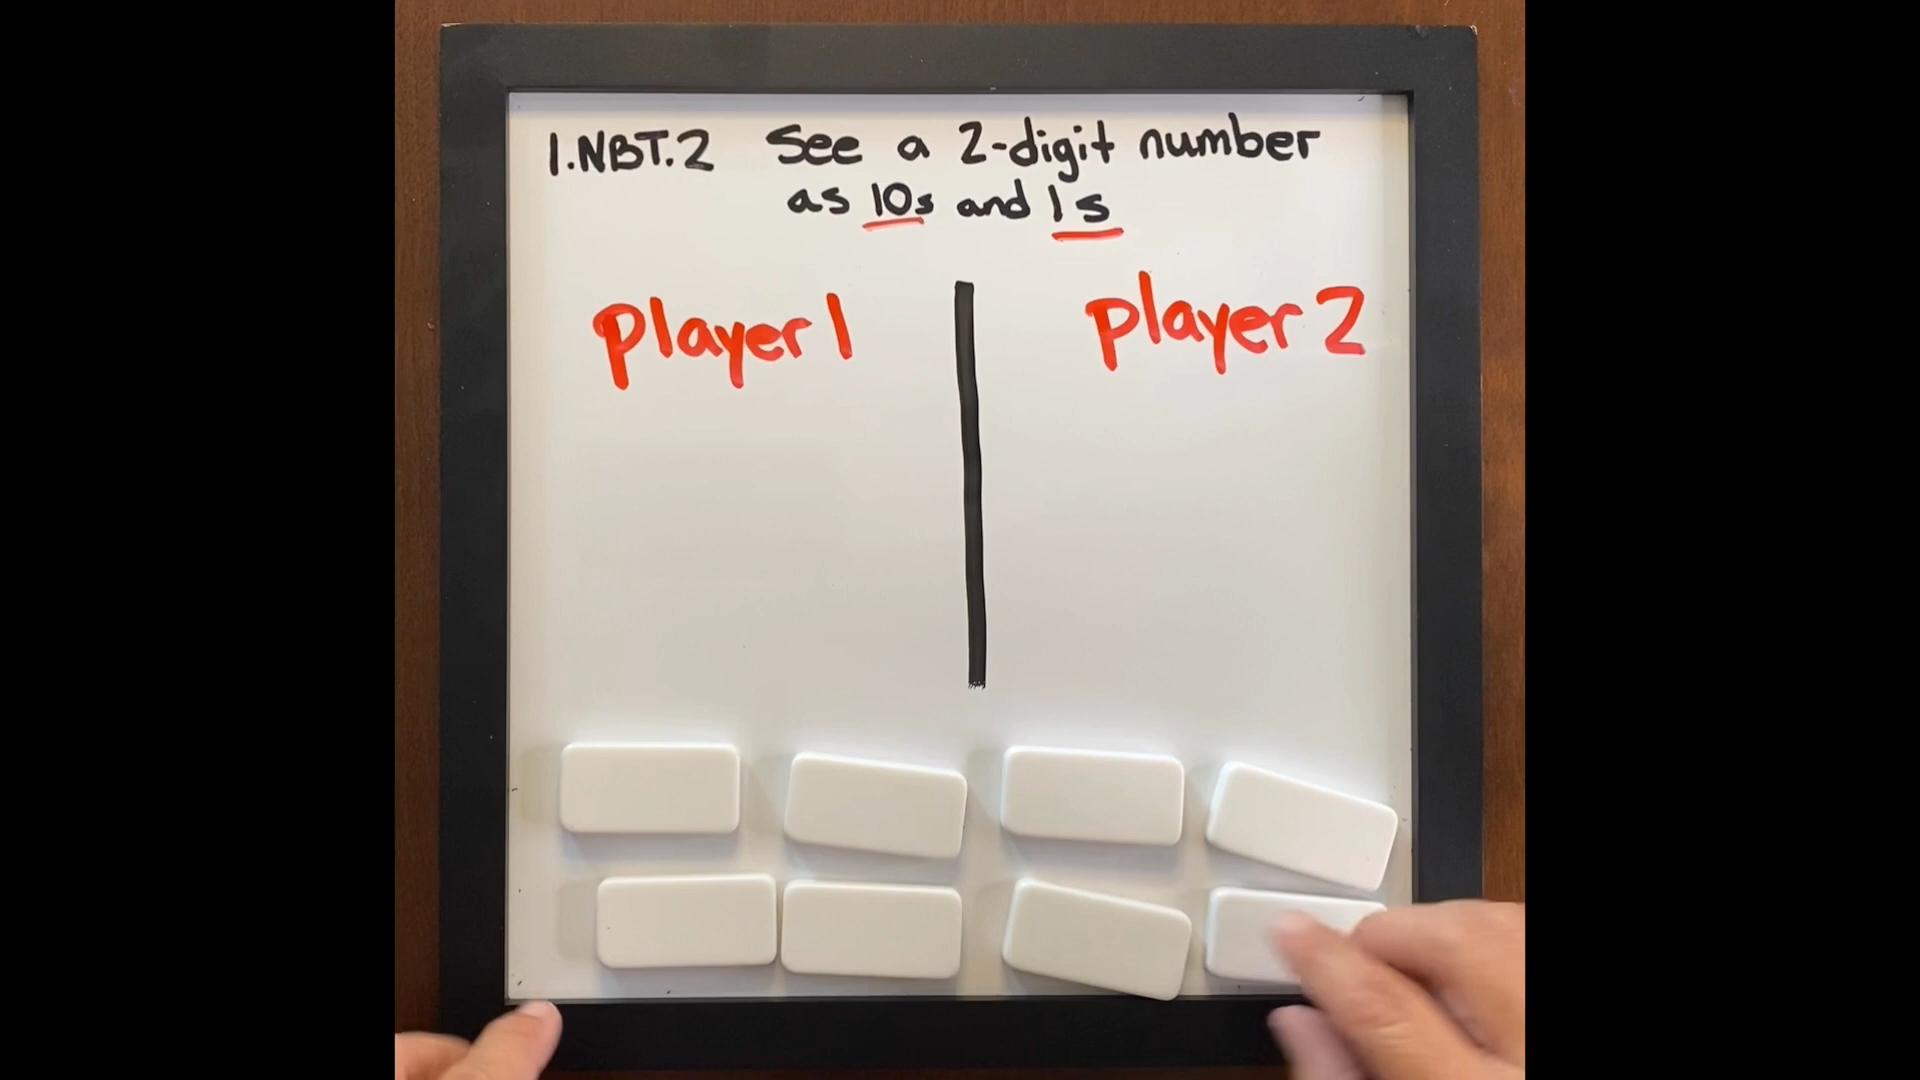 1.NBT.2 See a 2-digit number
as 10s and 1s
player 1
player 2